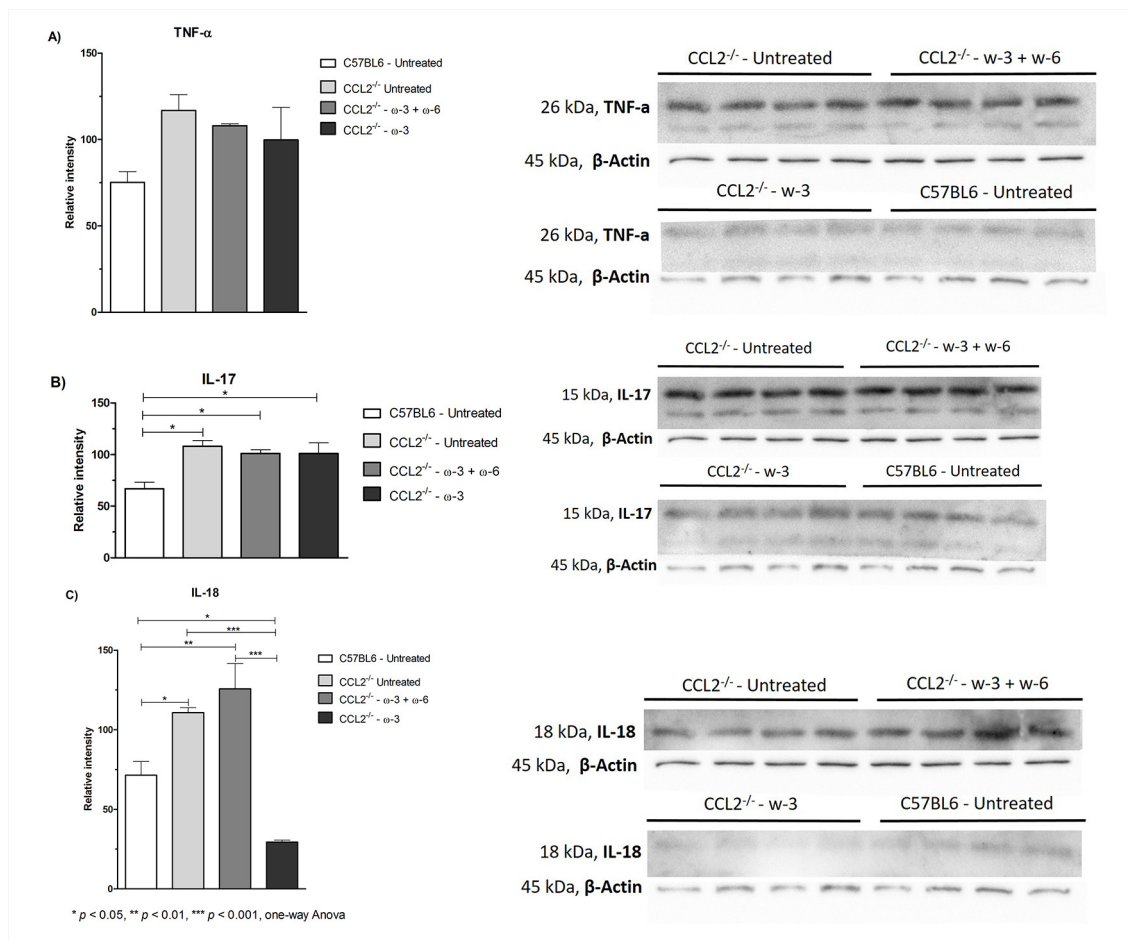 A)
TNF-α
150
100
50
0
Relative intensity
C57BL6 - Untreated
CCL2-/- Untreated
CCL2-/- - ω-3 + ω-6
CCL2-/- - ω-3
CCL2-/- - Untreated
CCL2-/- - w-3 + w-6
26 kDa, TNF-a
45 kDa, β-Actin
CCL2-/- - w-3
C57BL6 - Untreated
26 kDa, TNF-a
45 kDa, β-Actin
B)
IL-17
* 
*
*
150
100
50
0
Relative intensity
C57BL6 - Untreated
CCL2-/- - Untreated
CCL2-/- - ω-3 + ω-6
CCL2-/- - ω-3
CCL2-/- - Untreated
CCL2-/- - w-3 + w-6
15 kDa, IL-17
45 kDa, β-Actin
CCL2-/- - w-3
C57BL6 - Untreated
15 kDa, IL-17
45 kDa, β-Actin
C)
IL-18
*
***
**
***
*
150
100
50
0
Relative intensity
C57BL6 - Untreated
CCL2-/- Untreated
CCL2-/- - ω-3 + ω-6
CCL2-/- - ω-3
CCL2-/- - Untreated
CCL2-/- - w-3 + w-6
18 kDa, IL-18
45 kDa, β-Actin
CCL2-/- - w-3
C57BL6 - Untreated
18 kDa, IL-18
45 kDa, β-Actin
* p < 0.05, ** p < 0.01, *** p < 0.001, one-way Anova